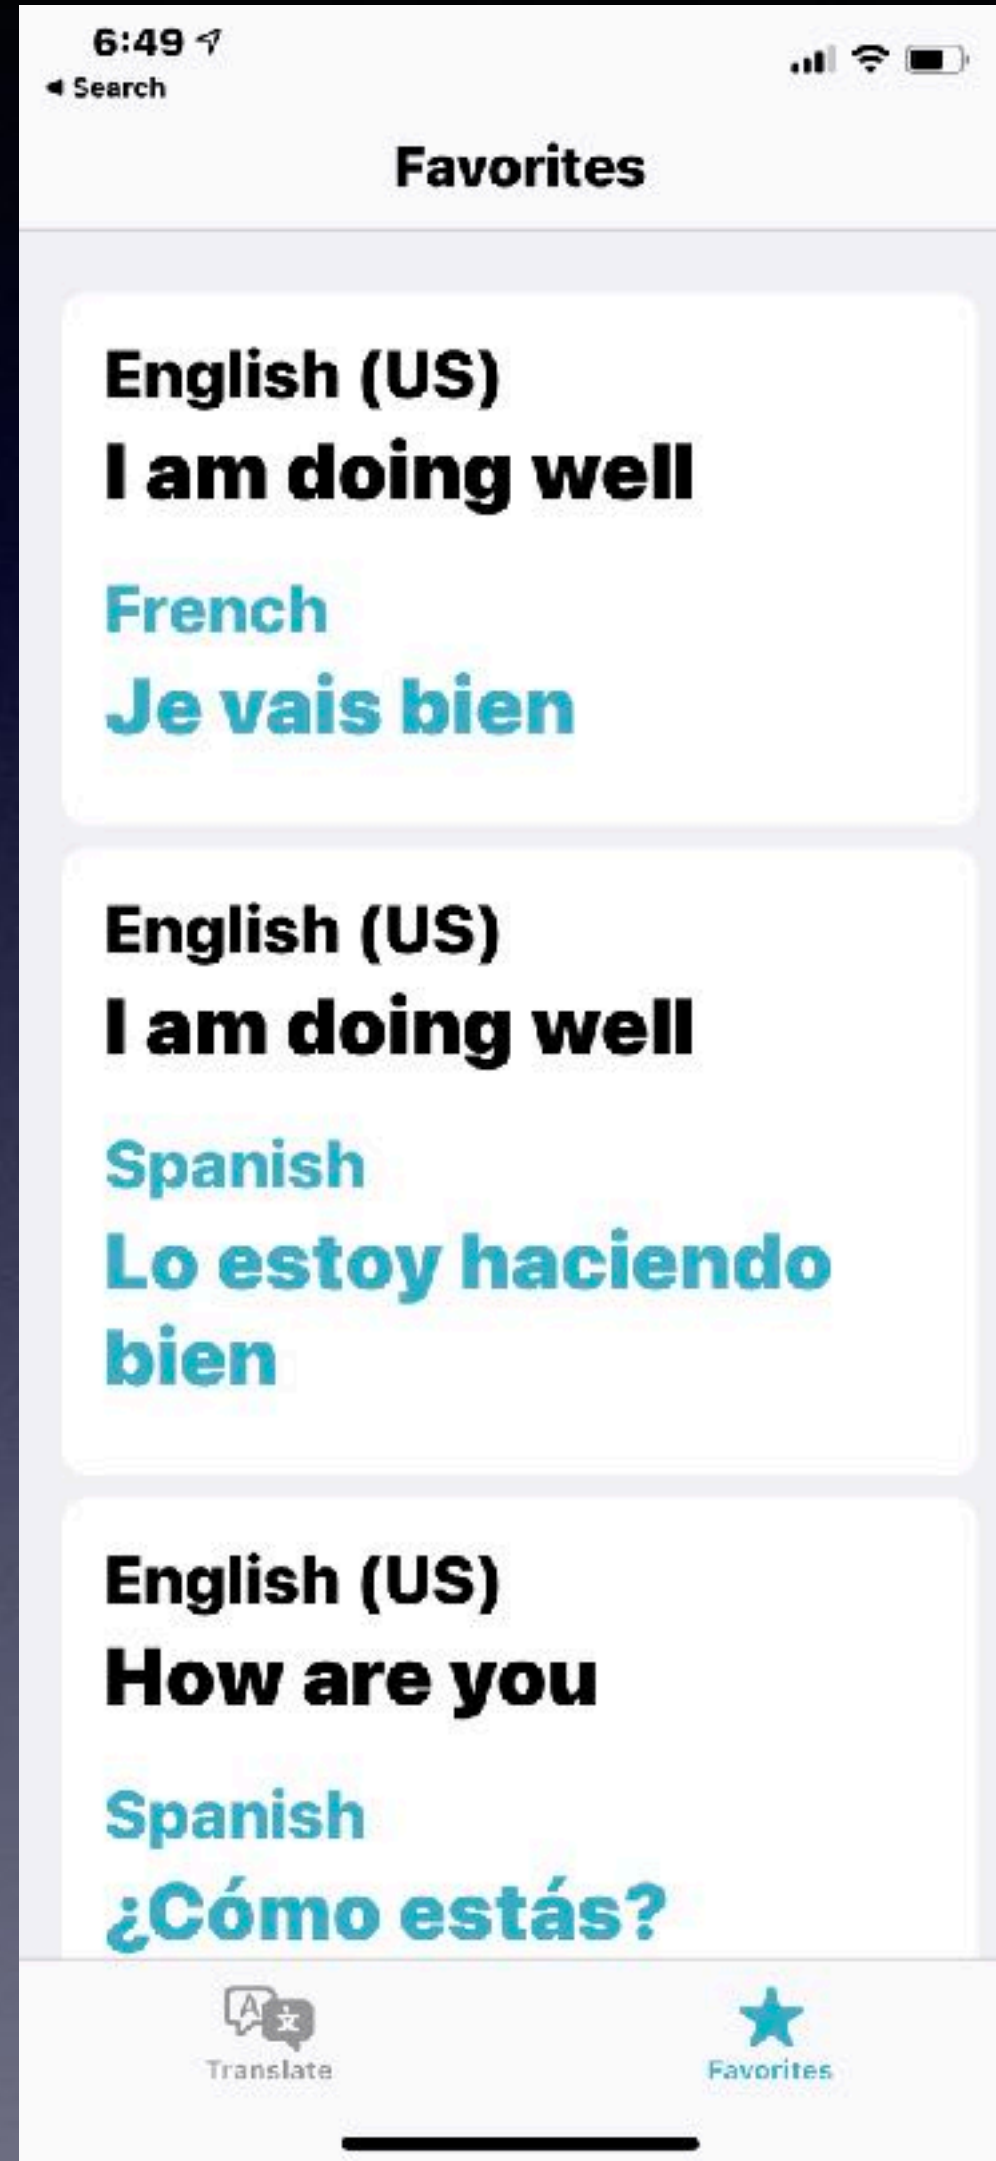 6:49
Search
Favorites
English (US)
I am doing well
French
Je vais bien
English (US)
I am doing well
Spanish
Lo estoy haciendo
bien
English (US)
How are you
Spanish
¿Cómo estás?
A 文
Translate
Favorites